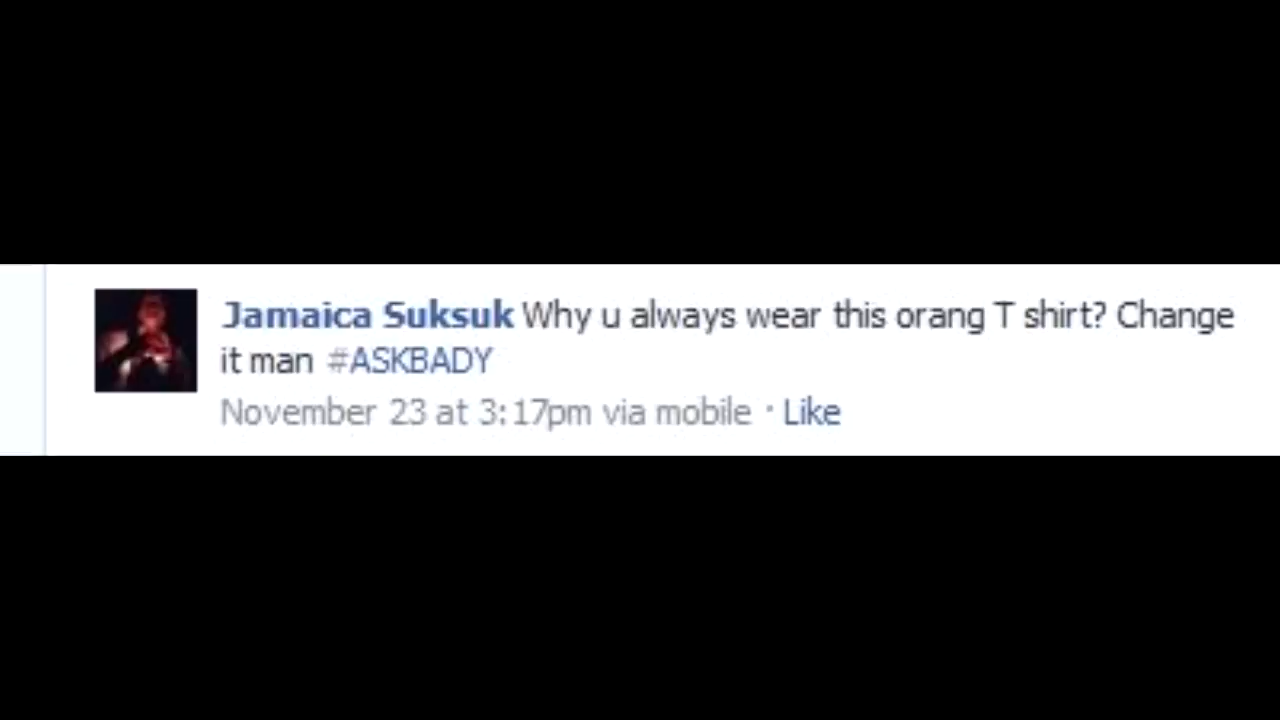 Jamaica Suksuk Why u always wear this orang T shirt? Change
it man #ASKBADY
November 23 at 3:17pm via mobile · Like